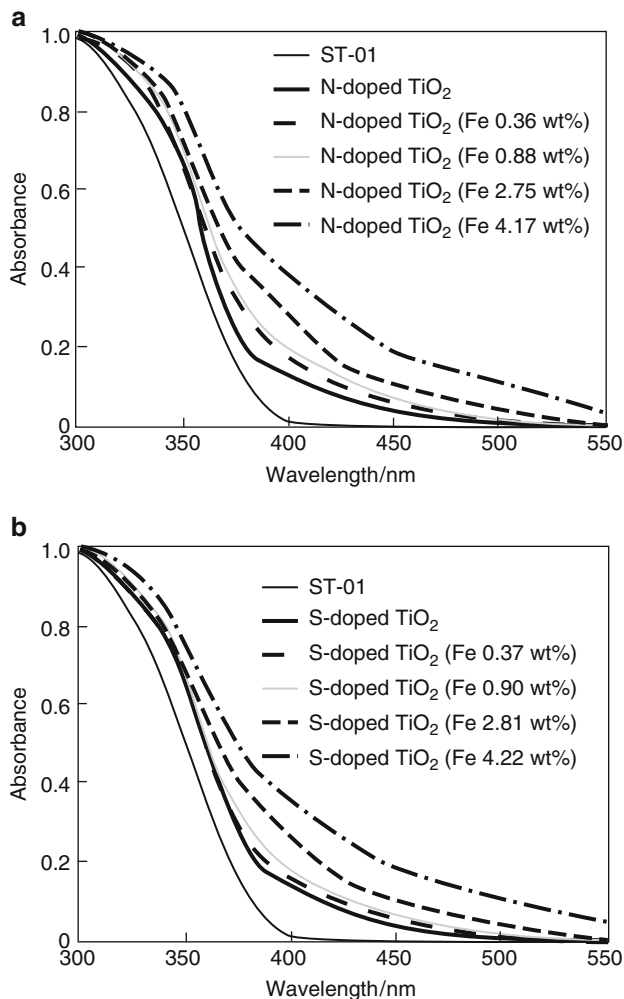 a
1.0
0.8
0.6
0.4
0.2
0
Absorbance
ST-01
N-doped TiO₂
N-doped TiO₂ (Fe 0.36 wt%)
N-doped TiO₂ (Fe 0.88 wt%)
N-doped TiO₂ (Fe 2.75 wt%)
N-doped TiO₂ (Fe 4.17 wt%)
300 350 400 450 500 550
Wavelength/nm
b
1.0
0.8
0.6
0.4
0.2
0
Absorbance
ST-01
S-doped TiO₂
S-doped TiO₂ (Fe 0.37 wt%)
S-doped TiO₂ (Fe 0.90 wt%)
S-doped TiO₂ (Fe 2.81 wt%)
S-doped TiO₂ (Fe 4.22 wt%)
300 350 400 450 500 550
Wavelength/nm